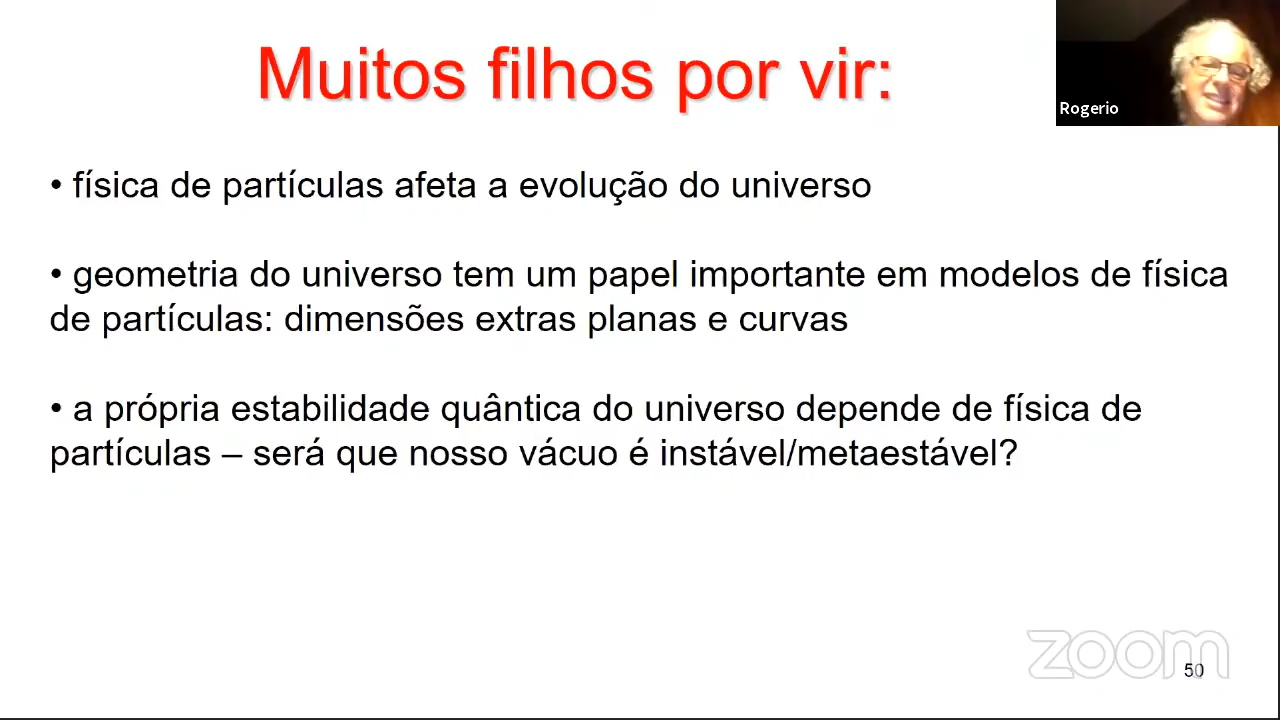 Muitos filhos por vir:
Rogerio
• física de partículas afeta a evolução do universo
• geometria do universo tem um papel importante em modelos de física
de partículas: dimensões extras planas e curvas
• a própria estabilidade quântica do universo depende de física de
partículas – será que nosso vácuo é instável/metaestável?
zoom
50